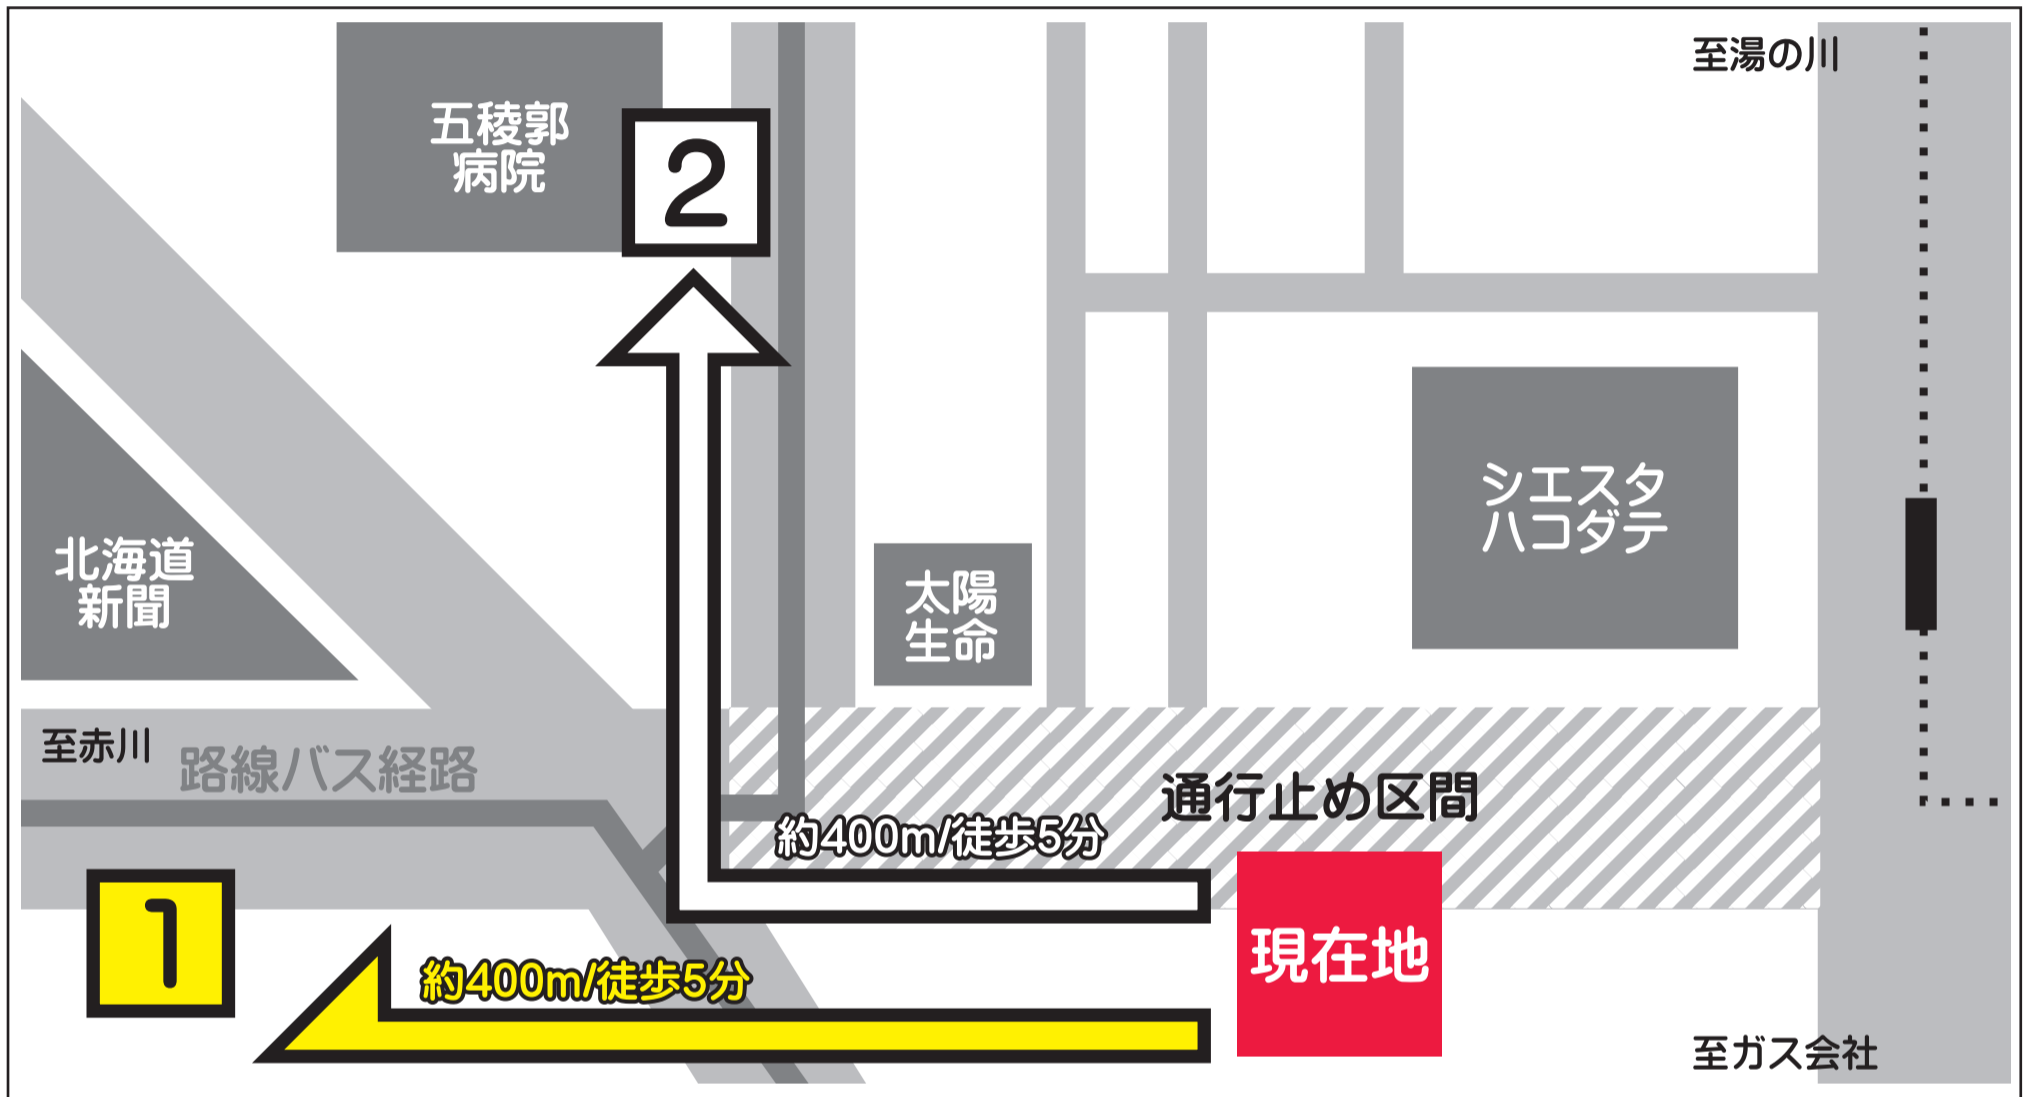 至湯の川
五稜郭
病院
2
シエスタ
ハコダテ
北海道
新聞
太陽
生命
至赤川
路線バス経路
通行止め区間
約400m/徒歩5分
1
現在地
約400m/徒歩5分
至ガス会社